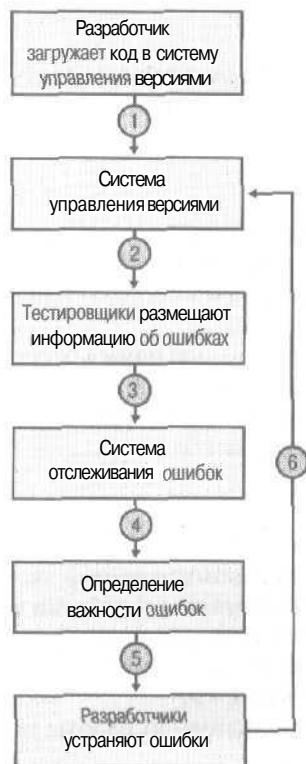 Разработчик
загружает код в систему
управления версиями
1
Система
управления версиями
2
Тестировщики размещают
информацию об ошибках
3
Система
отслеживания ошибок
4
6
Определение
важности ошибок
5
Разработчики
устраняют ошибки